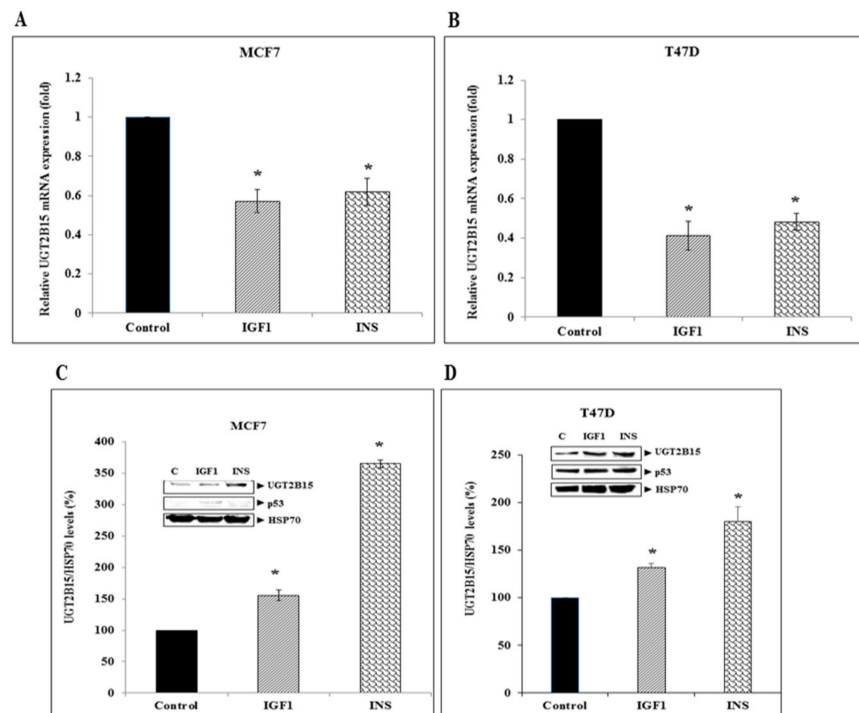 A
MCF7
Relative UGT2B15 mRNA expression (fold)
1.2
1
0.8
0.6
0.4
0.2
0
*
*
Control
IGF1
INS
B
T47D
Relative UGT2B15 mRNA expression (fold)
1.2
1
0.8
0.6
0.4
0.2
0
*
*
Control
IGF1
INS
C
MCF7
UGT2B15/HSP70 levels (%)
400
350
300
250
200
150
100
50
0
C IGF1 INS
UGT2B15
p53
HSP70
*
*
Control
IGF1
INS
D
T47D
UGT2B15/HSP70 levels (%)
250
200
150
100
50
0
C IGF1 INS
UGT2B15
p53
HSP70
*
*
Control
IGF1
INS